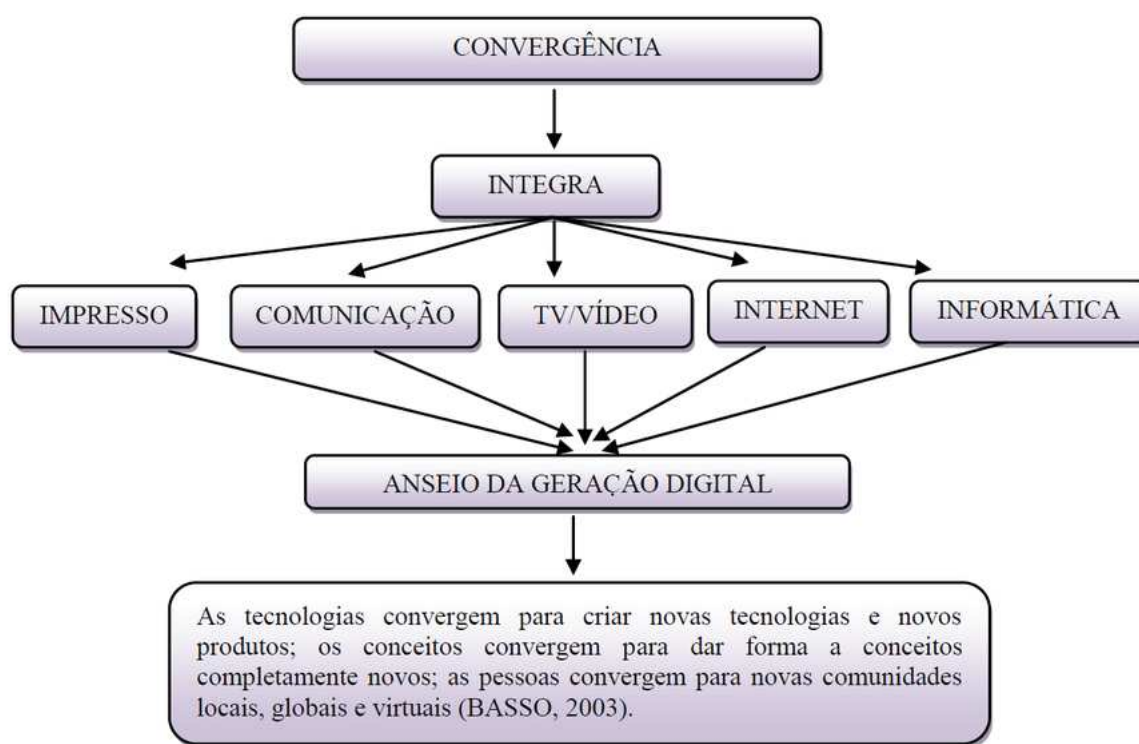 CONVERGÊNCIA
INTEGRA
IMPRESSO
COMUNICAÇÃO
TV/VÍDEO
INTERNET
INFORMÁTICA
ANSEIO DA GERAÇÃO DIGITAL
As tecnologias convergem para criar novas tecnologias e novos
produtos; os conceitos convergem para dar forma a conceitos
completamente novos; as pessoas convergem para novas comunidades
locais, globais e virtuais (BASSO, 2003).